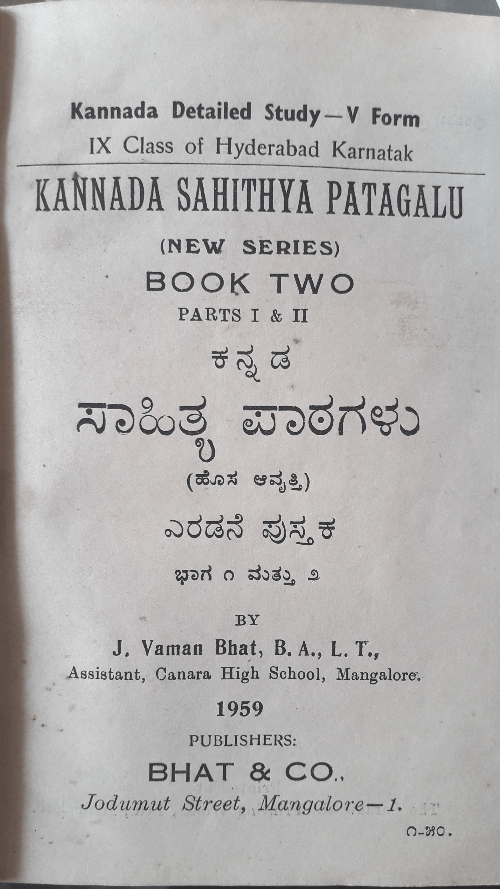 Kannada Detailed Study—V Form
IX Class of Hyderabad Karnatak
KANNADA SAHITHYA PATAGALU
(NEW SERIES)
BOOK TWO
PARTS I & II
ಕನ್ನಡ
ಸಾಹಿತ್ಯ ಪಾಠಗಳು
(ಹೊಸ ಆವೃತ್ತಿ)
ಎರಡನೆ ಪುಸ್ತಕ
ಭಾಗ ೧ ಮತ್ತು ೨
BY
J. Vaman Bhat, B. A., L. T.,
Assistant, Canara High School, Mangalore.
1959
PUBLISHERS:
BHAT & CO.,
Jodumut Street, Mangalore—1.
೧-೫೦.